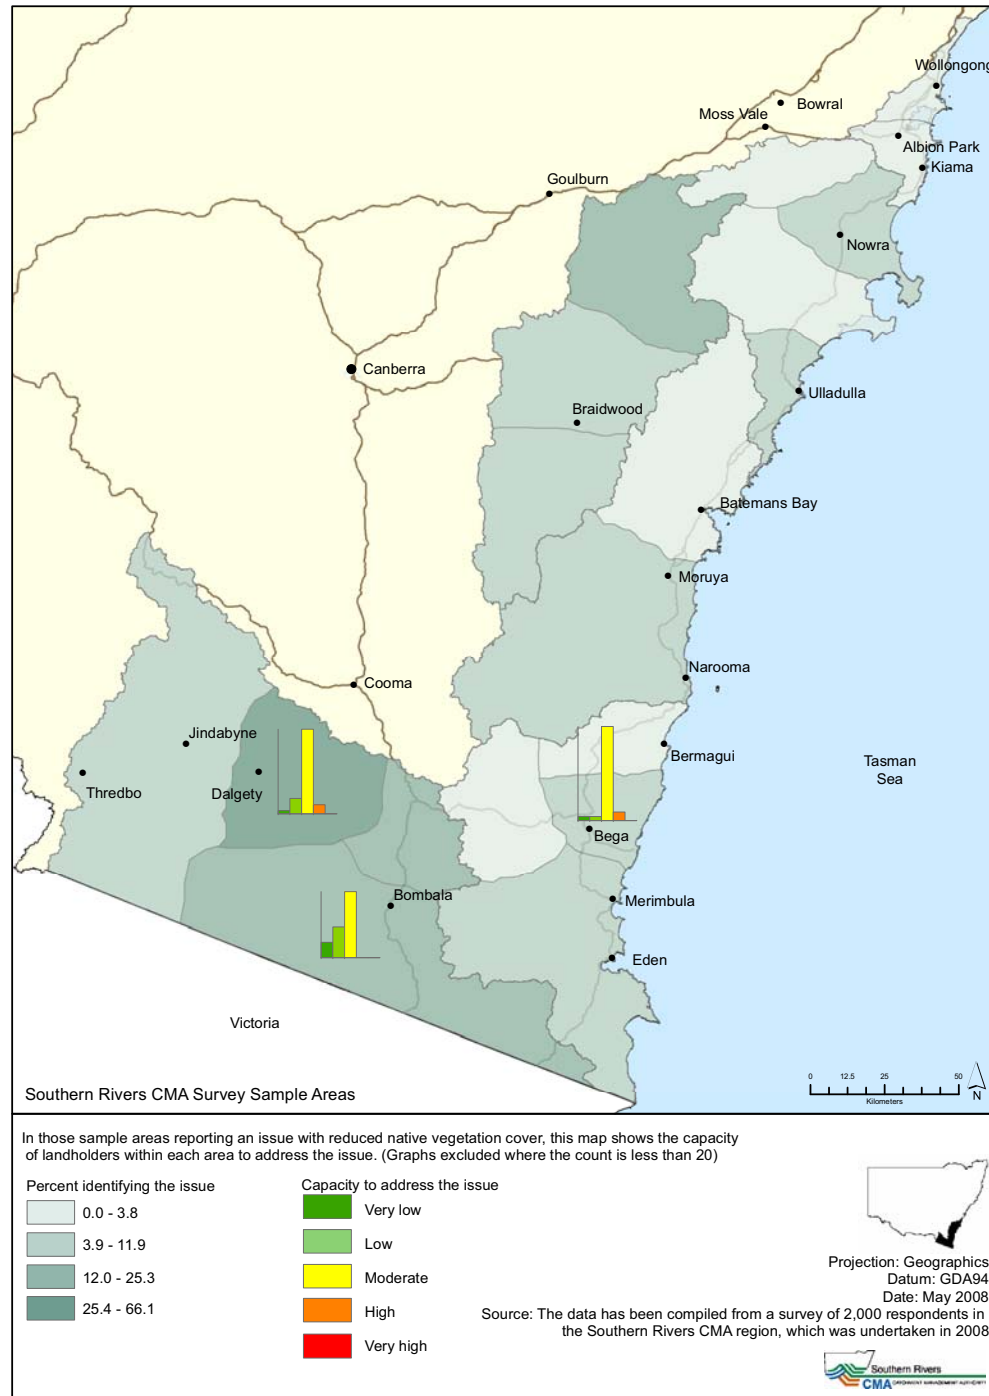 Wollongong
Bowral
Moss Vale
Albion Park
Kiama
Goulburn
Nowra
Canberra
Ulladulla
Braidwood
Batemans Bay
Moruya
Narooma
Cooma
Jindabyne
Bermagui
Tasman
Sea
Thredbo
Dalgety
Bega
Bombala
Merimbula
Eden
Victoria
0 12.5 25 50
Kilometers
N
Southern Rivers CMA Survey Sample Areas
In those sample areas reporting an issue with reduced native vegetation cover, this map shows the capacity
of landholders within each area to address the issue. (Graphs excluded where the count is less than 20)
Percent identifying the issue
0.0 - 3.8
3.9 - 11.9
12.0 - 25.3
25.4 - 66.1
Capacity to address the issue
Very low
Low
Moderate
High
Very high
Projection: Geographics
Datum: GDA94
Date: May 2008
Source: The data has been compiled from a survey of 2,000 respondents in
the Southern Rivers CMA region, which was undertaken in 2008
Southern Rivers
CMA CATCHMENT MANAGEMENT AUTHORITY